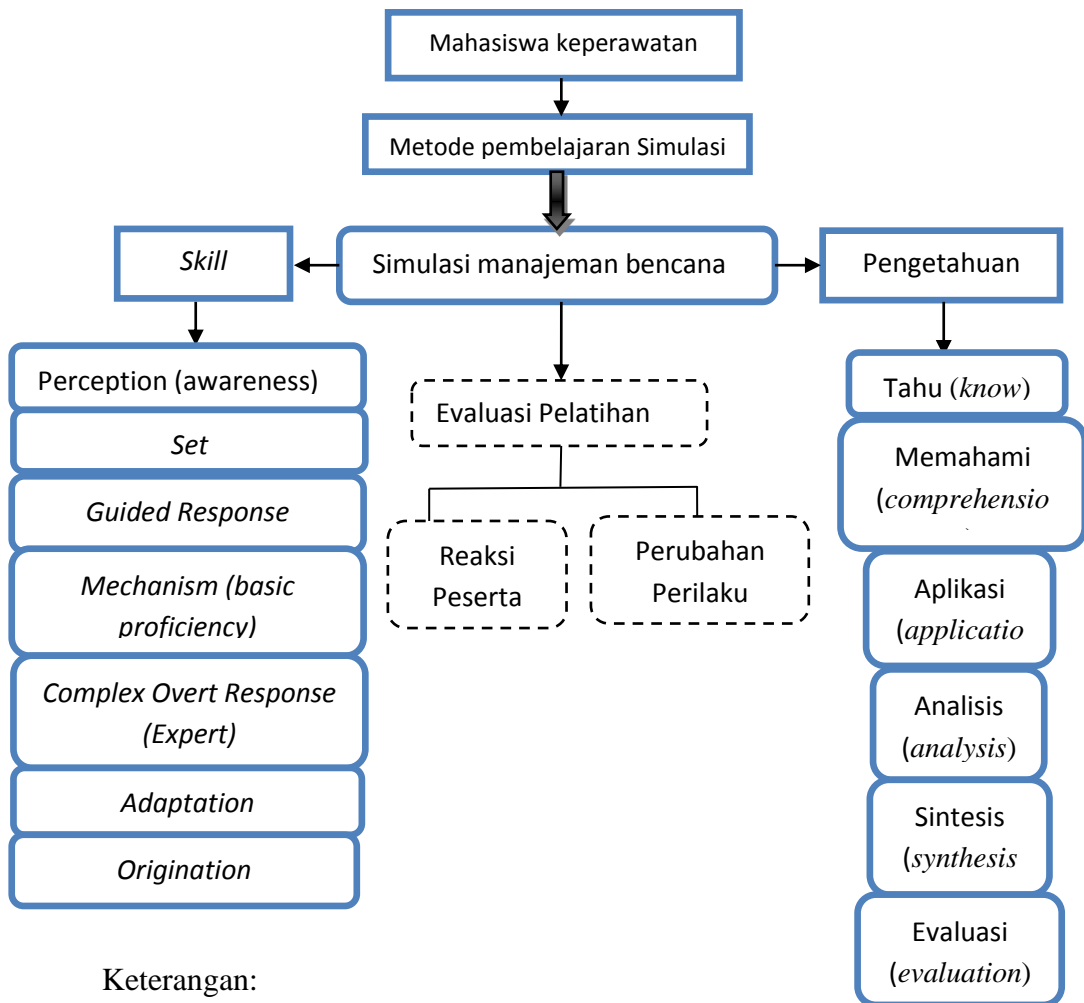 Mahasiswa keperawatan
Metode pembelajaran Simulasi
Skill
Simulasi manajeman bencana
Pengetahuan
Perception (awareness)
Set
Guided Response
Mechanism (basic
proficiency)
Complex Overt Response
(Expert)
Adaptation
Origination
Evaluasi Pelatihan
Reaksi
Peserta
Perubahan
Perilaku
Tahu (know)
Memahami
(comprehensio
Aplikasi
(applicatio
Analisis
(analysis)
Sintesis
(synthesis
Evaluasi
(evaluation)
Keterangan: